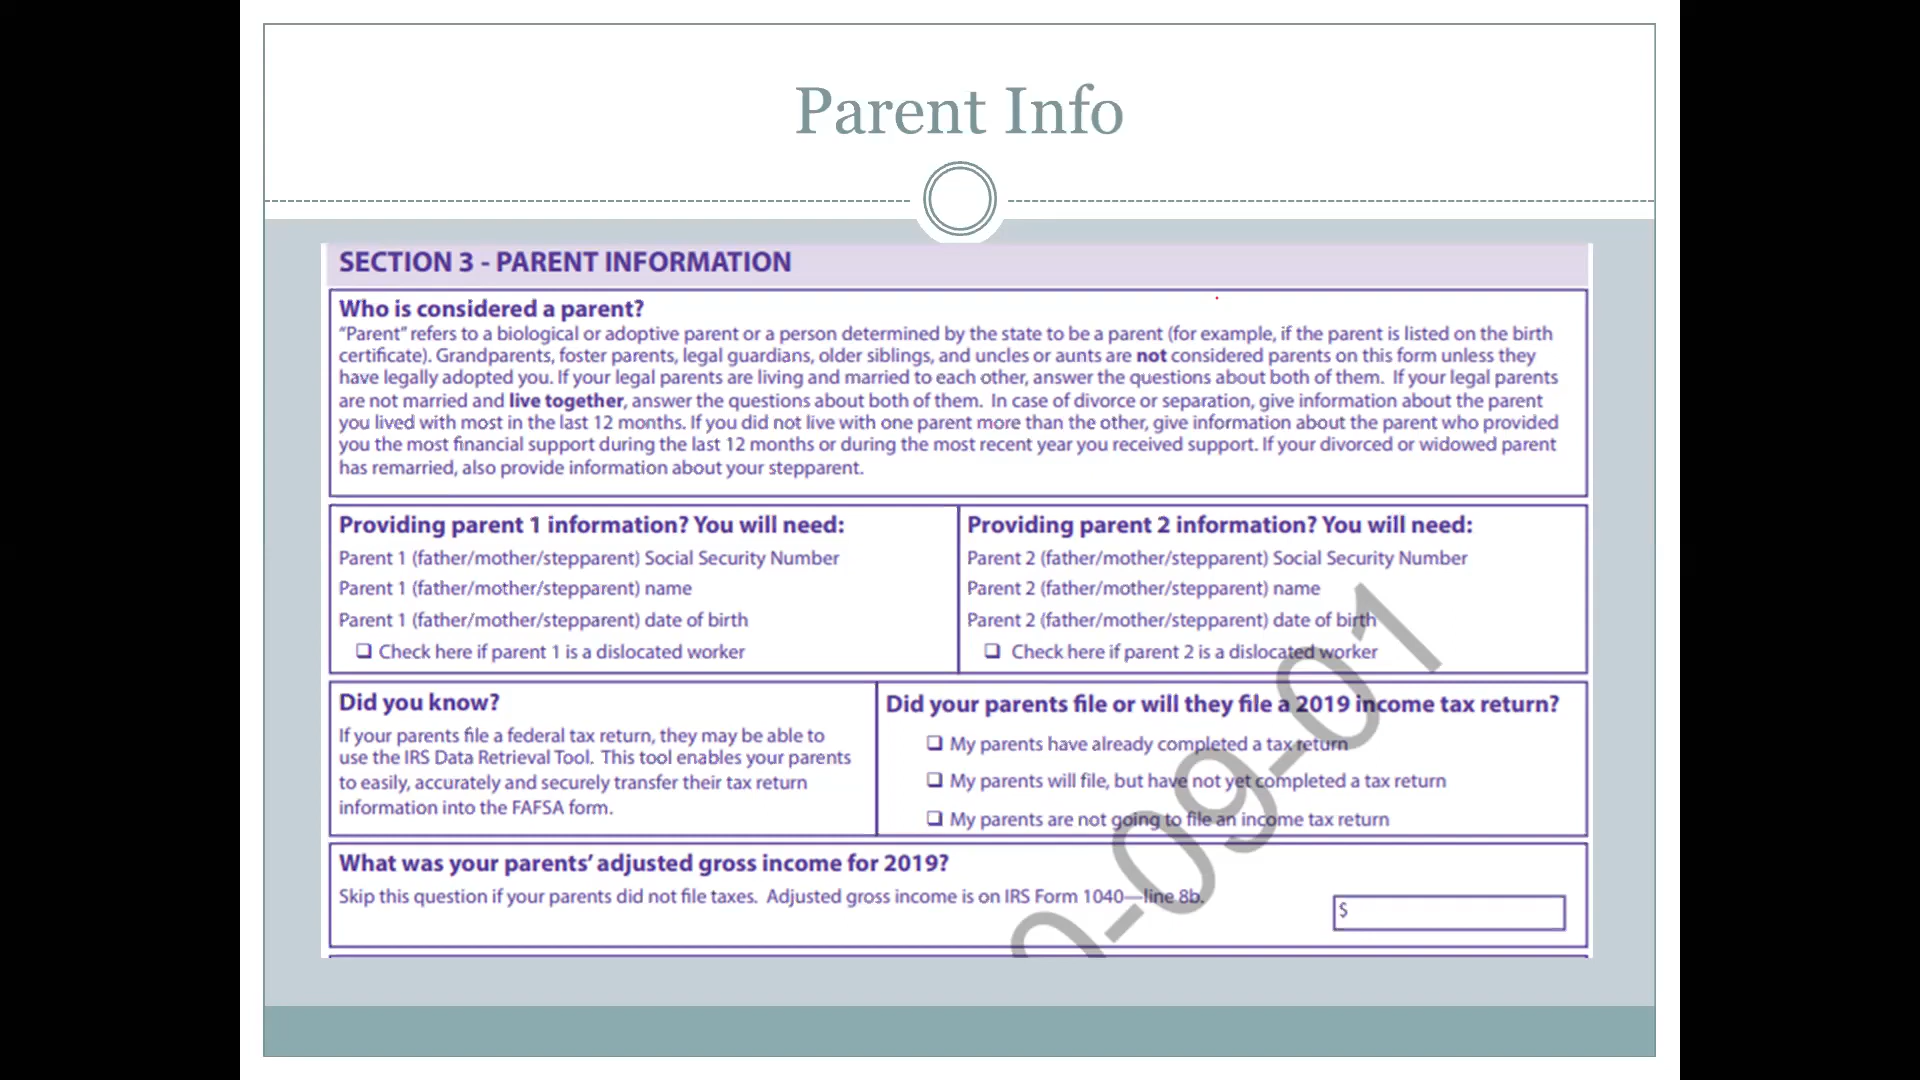 Parent Info
SECTION 3 - PARENT INFORMATION
Who is considered a parent?
“Parent” refers to a biological or adoptive parent or a person determined by the state to be a parent (for example, if the parent is listed on the birth
certificate). Grandparents, foster parents, legal guardians, older siblings, and uncles or aunts are not considered parents on this form unless they
have legally adopted you. If your legal parents are living and married to each other, answer the questions about both of them. If your legal parents
are not married and live together, answer the questions about both of them. In case of divorce or separation, give information about the parent
you lived with most in the last 12 months. If you did not live with one parent more than the other, give information about the parent who provided
you the most financial support during the last 12 months or during the most recent year you received support. If your divorced or widowed parent
has remarried, also provide information about your stepparent.
Providing parent 1 information? You will need:
Parent 1 (father/mother/stepparent) Social Security Number
Parent 1 (father/mother/stepparent) name
Parent 1 (father/mother/stepparent) date of birth
❏ Check here if parent 1 is a dislocated worker
Providing parent 2 information? You will need:
Parent 2 (father/mother/stepparent) Social Security Number
Parent 2 (father/mother/stepparent) name
Parent 2 (father/mother/stepparent) date of birth
❏ Check here if parent 2 is a dislocated worker
Did you know?
If your parents file a federal tax return, they may be able to
use the IRS Data Retrieval Tool. This tool enables your parents
to easily, accurately and securely transfer their tax return
information into the FAFSA form.
Did your parents file or will they file a 2019 income tax return?
❏ My parents have already completed a tax return
❏ My parents will file, but have not yet completed a tax return
❏ My parents are not going to file an income tax return
What was your parents’ adjusted gross income for 2019?
Skip this question if your parents did not file taxes. Adjusted gross income is on IRS Form 1040—line 8b.
$
0-09-01